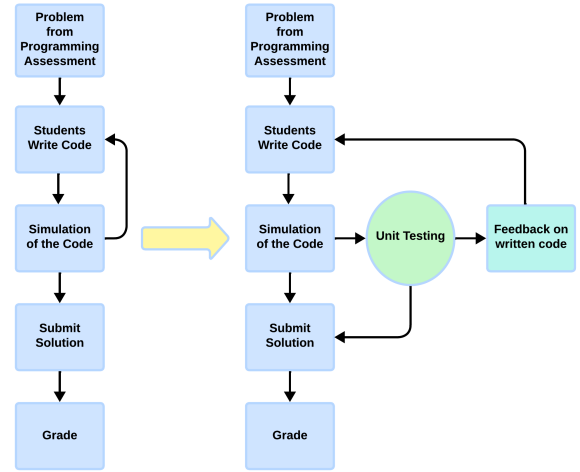 Problem
from
Programming
Assessment
Students
Write Code
Simulation
of the Code
Submit
Solution
Grade
Problem
from
Programming
Assessment
Students
Write Code
Simulation
of the Code
Unit Testing
Feedback on
written code
Submit
Solution
Grade